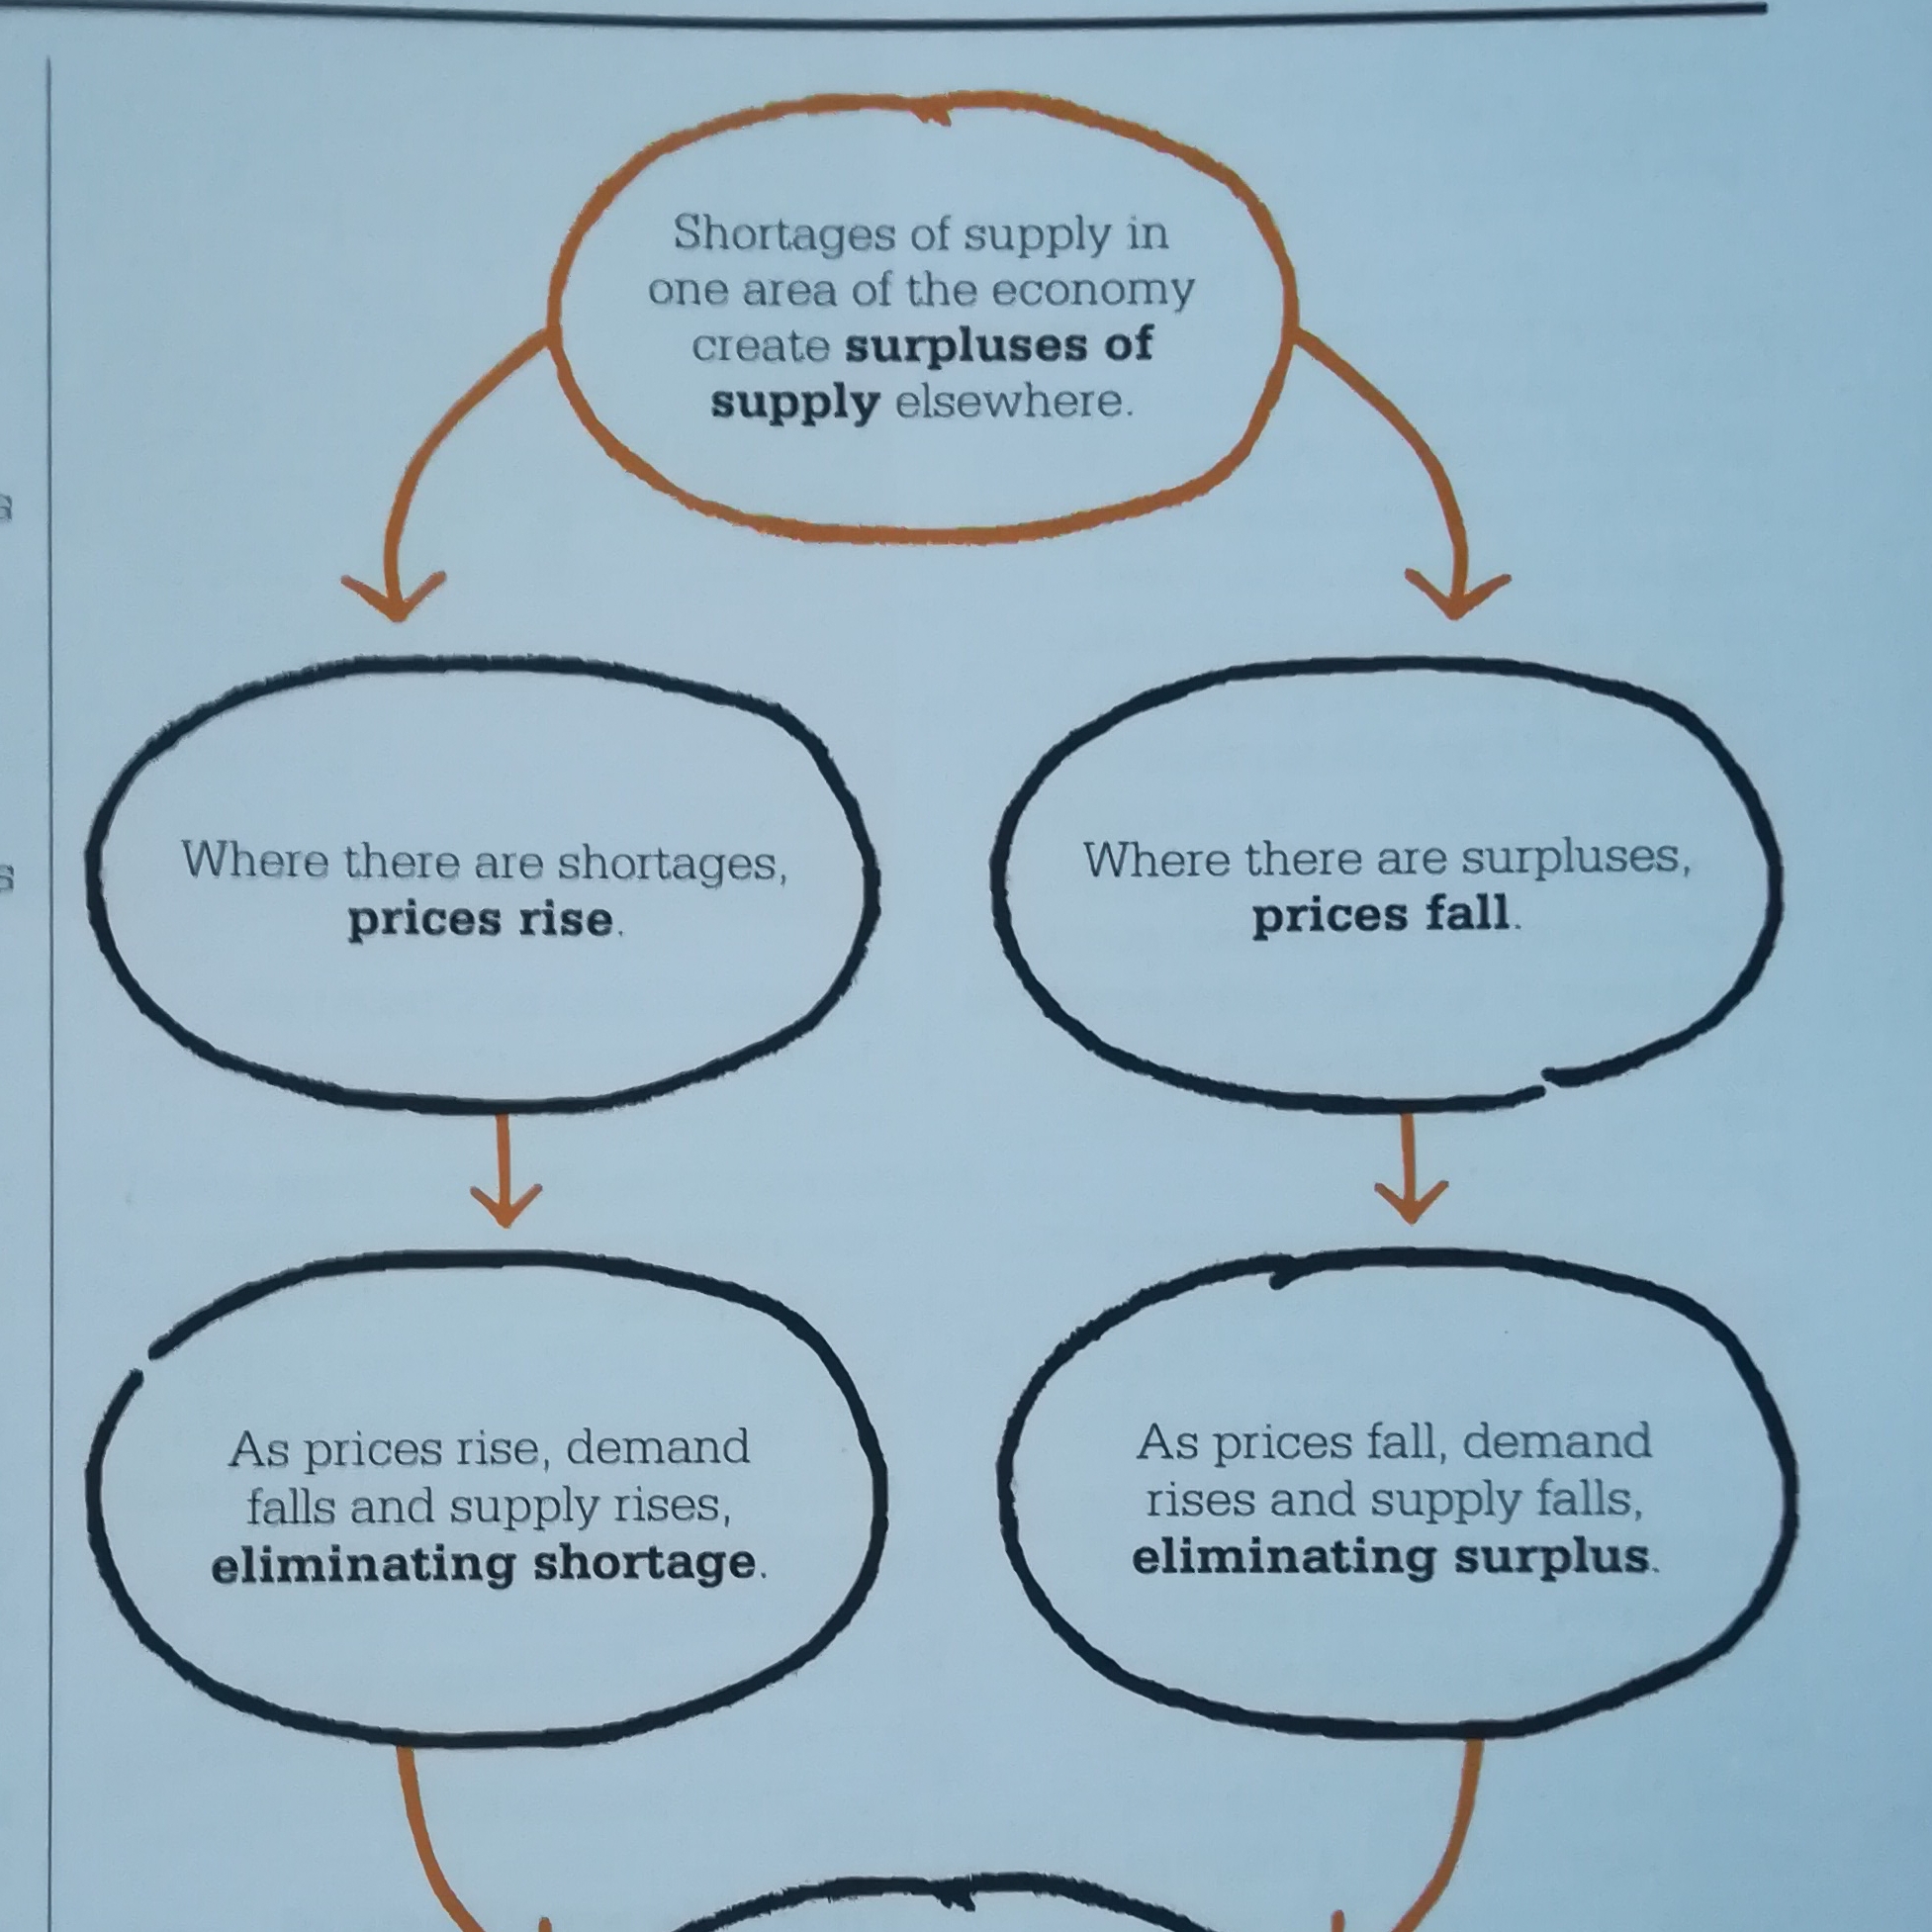 Shortages of supply in
one area of the economy
create surpluses of
supply elsewhere.
Where there are shortages,
prices rise.
Where there are surpluses,
prices fall.
As prices rise, demand
falls and supply rises,
eliminating shortage.
As prices fall, demand
rises and supply falls,
eliminating surplus.